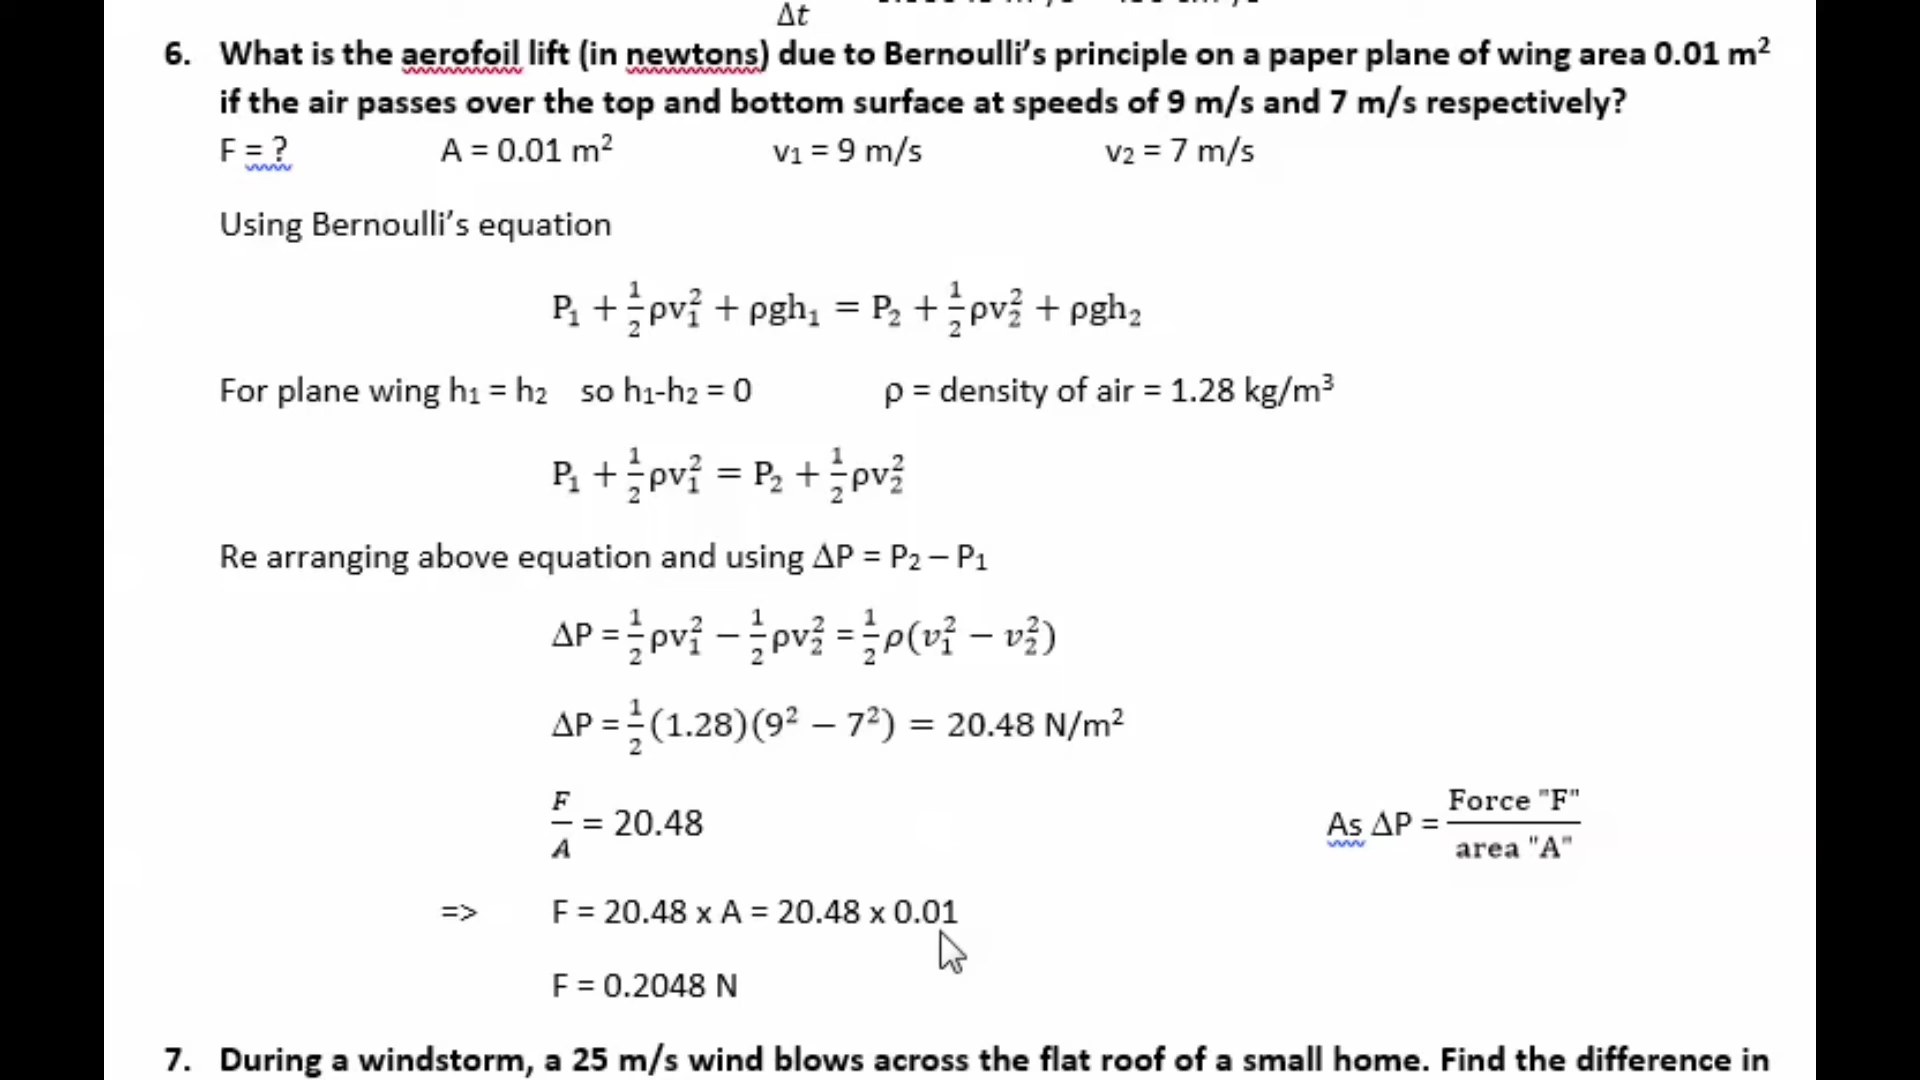 Δt
6. What is the aerofoil lift (in newtons) due to Bernoulli’s principle on a paper plane of wing area 0.01 m²
if the air passes over the top and bottom surface at speeds of 9 m/s and 7 m/s respectively?
F = ? A = 0.01 m² v₁ = 9 m/s v₂ = 7 m/s
Using Bernoulli’s equation
P₁ + ½ρv₁² + ρgh₁ = P₂ + ½ρv₂² + ρgh₂
For plane wing h₁ = h₂ so h₁-h₂ = 0 ρ = density of air = 1.28 kg/m³
P₁ + ½ρv₁² = P₂ + ½ρv₂²
Re arranging above equation and using ΔP = P₂ – P₁
ΔP = ½ρv₁² − ½ρv₂² = ½ρ(v₁² − v₂²)
ΔP = ½(1.28)(9² − 7²) = 20.48 N/m²
F/A = 20.48 As ΔP = Force "F"/area "A"
=> F = 20.48 x A = 20.48 x 0.01
F = 0.2048 N
7. During a windstorm, a 25 m/s wind blows across the flat roof of a small home. Find the difference in